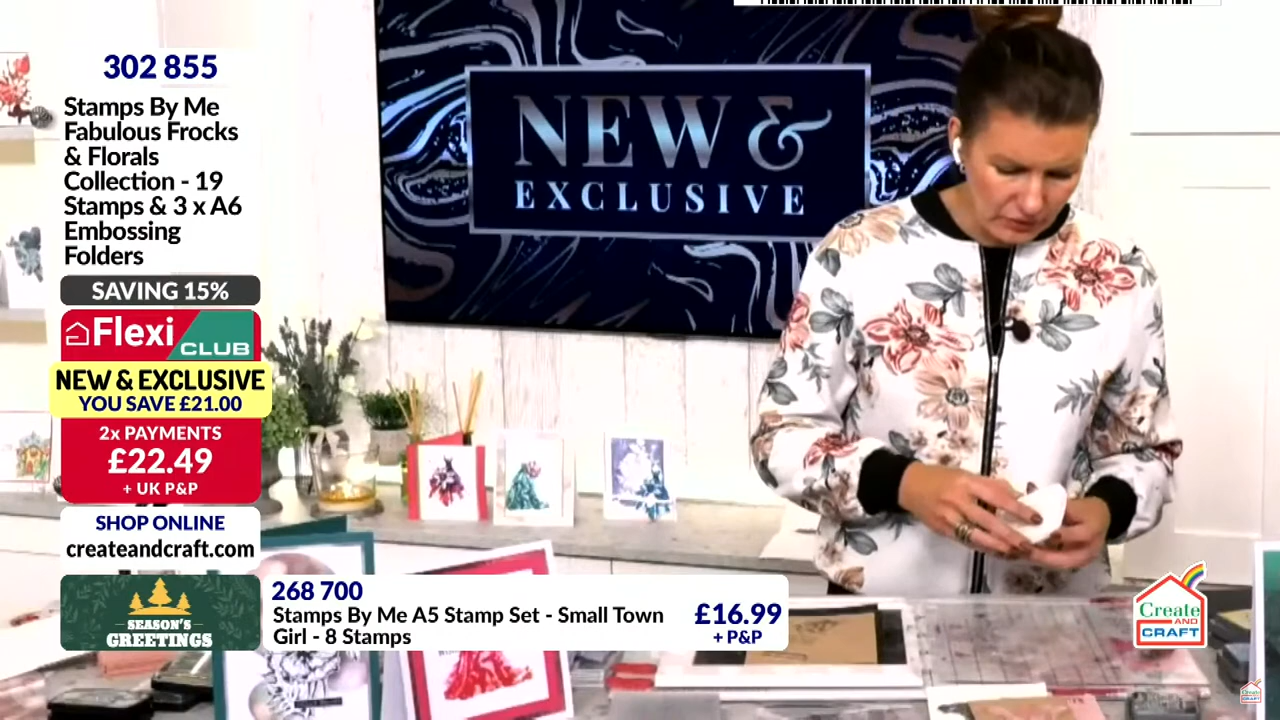 302 855
Stamps By Me
Fabulous Frocks
& Florals
Collection - 19
Stamps & 3 x A6
Embossing
Folders
SAVING 15%
Flexi
CLUB
NEW & EXCLUSIVE
YOU SAVE £21.00
2x PAYMENTS
£22.49
+ UK P&P
SHOP ONLINE
createandcraft.com
SEASON'S
GREETINGS
268 700
Stamps By Me A5 Stamp Set - Small Town
Girl - 8 Stamps
£16.99
+ P&P
NEW &
EXCLUSIVE
Create
AND
CRAFT
Create
CRAFT